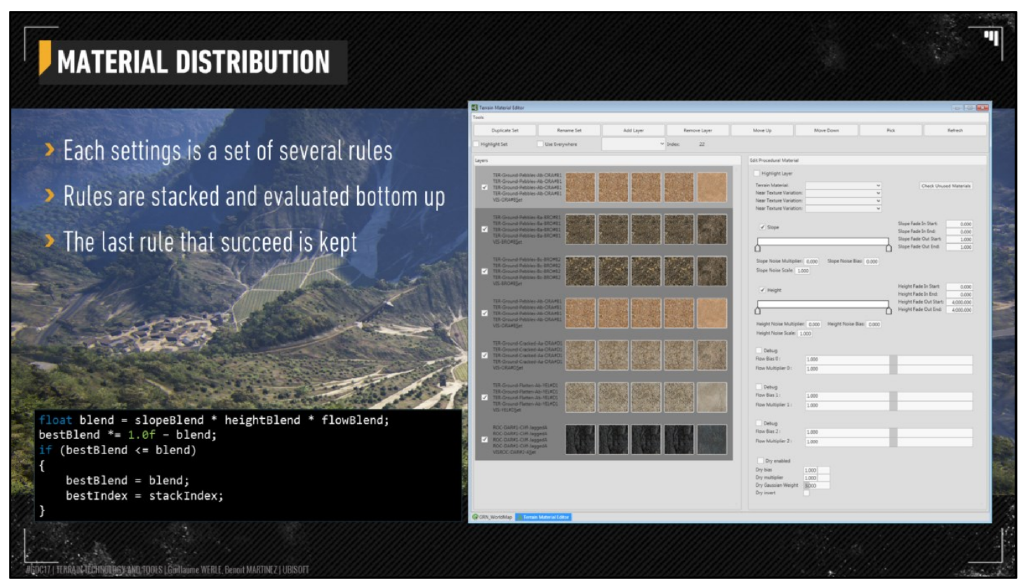 MATERIAL DISTRIBUTION
Each settings is a set of several rules
Rules are stacked and evaluated bottom up
The last rule that succeed is kept
float blend = slopeBlend * heightBlend * flowBlend;
bestBlend *= 1.0f - blend;
if (bestBlend <= blend)
{
bestBlend = blend;
bestIndex = stackIndex;
}
Terrain Material Editor
Tools
Duplicate Set Rename Set Add Layer Remove Layer Move Up Move Down Pick Refresh
Highlight Set Use Everywhere Index: 22
Layers
Edit Procedural Material
Highlight Layer
Terrain Material: Check Unused Materials
Near Texture Variation:
Near Texture Variation:
Near Texture Variation:
Slope
Slope Fade In Start: 0.000
Slope Fade In End: 0.000
Slope Fade Out Start: 1.000
Slope Fade Out End: 1.000
Slope Noise Multiplier: 0.000 Slope Noise Bias: 0.000
Slope Noise Scale: 1.000
Height
Height Fade In Start: 0.000
Height Fade In End: 0.000
Height Fade Out Start: 4000.000
Height Fade Out End: 4000.000
Height Noise Multiplier: 0.000 Height Noise Bias: 0.000
Height Noise Scale: 1.000
Debug
Flow Bias 0 : 1.000
Flow Multiplier 0 : 1.000
Debug
Flow Bias 1 : 1.000
Flow Multiplier 1 : 1.000
Debug
Flow Bias 2 : 1.000
Flow Multiplier 2 : 1.000
Dry enabled
Dry bias 1.000
Dry multiplier 1.000
Dry Gaussian Weight
Dry invert
GRN_WorldMap Terrain Material Editor
#GDC17 | TERRAIN TECHNOLOGY AND TOOLS | Guillaume WERLE, Benoit MARTINEZ | UBISOFT